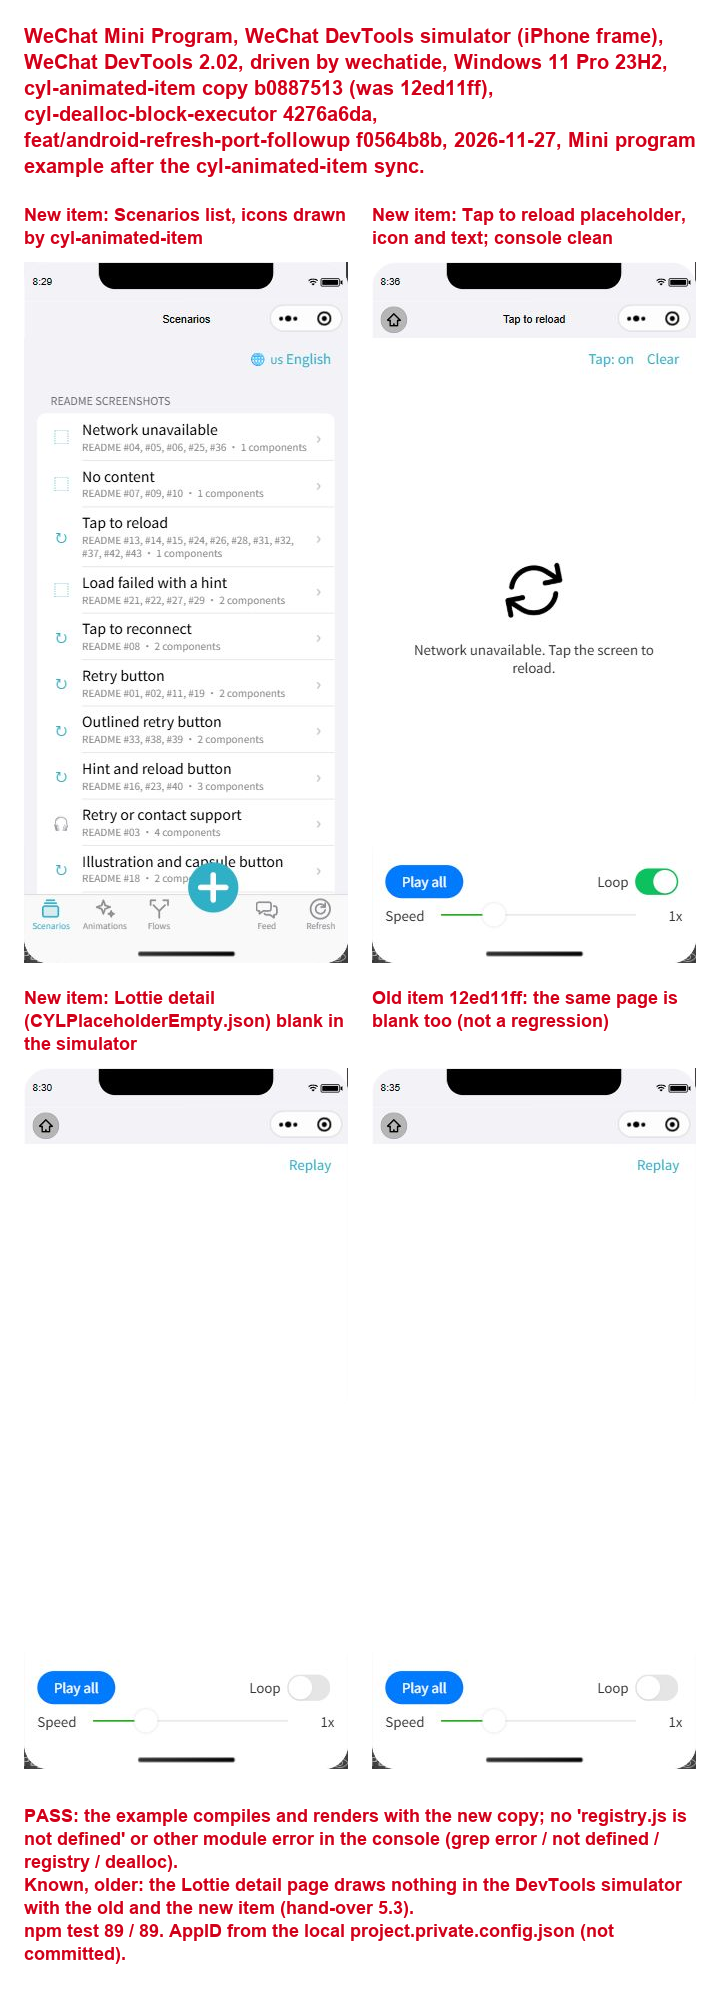 WeChat Mini Program, WeChat DevTools simulator (iPhone frame),
WeChat DevTools 2.02, driven by wechatide, Windows 11 Pro 23H2,
cyl-animated-item copy b0887513 (was 12ed11ff),
cyl-dealloc-block-executor 4276a6da,
feat/android-refresh-port-followup f0564b8b, 2026-11-27, Mini program
example after the cyl-animated-item sync.
New item: Scenarios list, icons drawn
by cyl-animated-item
8:29
Scenarios
US English
README SCREENSHOTS
Network unavailable
README #04, #05, #06, #25, #36 · 1 components
No content
README #07, #09, #10 · 1 components
Tap to reload
README #13, #14, #15, #24, #26, #28, #31, #32,
#37, #42, #43 · 1 components
Load failed with a hint
README #21, #22, #27, #29 · 2 components
Tap to reconnect
README #08 · 2 components
Retry button
README #01, #02, #11, #19 · 2 components
Outlined retry button
README #33, #38, #39 · 2 components
Hint and reload button
README #16, #23, #40 · 3 components
Retry or contact support
README #03 · 4 components
Illustration and capsule button
README #18 · 2 comp
Scenarios
Animations
Flows
Feed
Refresh
New item: Tap to reload placeholder,
icon and text; console clean
8:36
Tap to reload
Tap: on Clear
Network unavailable. Tap the screen to
reload.
Play all
Loop
Speed
1x
New item: Lottie detail
(CYLPlaceholderEmpty.json) blank in
the simulator
8:30
Replay
Play all
Loop
Speed
1x
Old item 12ed11ff: the same page is
blank too (not a regression)
8:35
Replay
Play all
Loop
Speed
1x
PASS: the example compiles and renders with the new copy; no 'registry.js is
not defined' or other module error in the console (grep error / not defined /
registry / dealloc).
Known, older: the Lottie detail page draws nothing in the DevTools simulator
with the old and the new item (hand-over 5.3).
npm test 89 / 89. AppID from the local project.private.config.json (not
committed).